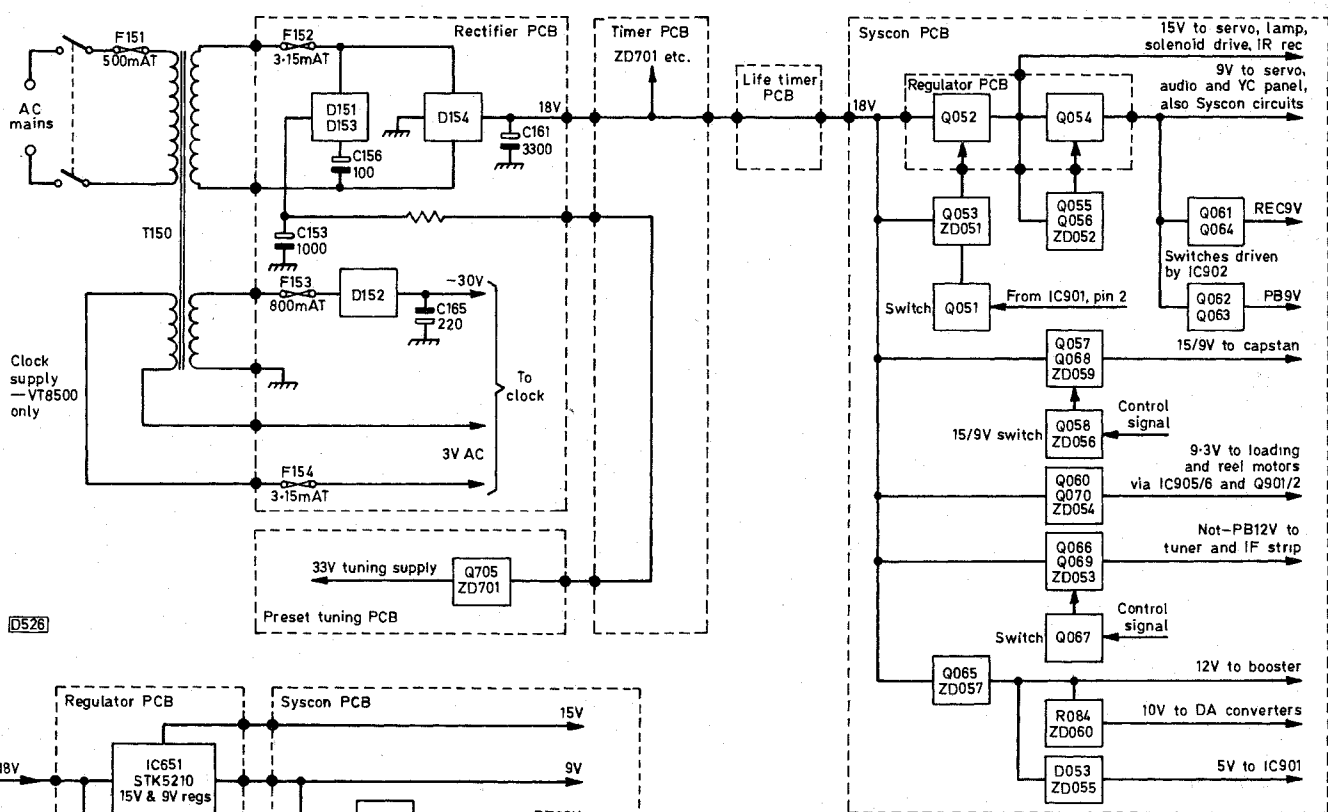 F151
500mAT
AC
mains
T150
Clock
supply
—VT8500
only
D526
F152
3·15mAT
Rectifier PCB
D151
D153
D154
18V
C161
3300
C156
100
C153
1000
F153
800mAT
D152
~30V
C165
220
To
clock
3V AC
F154
3·15mAT
33V tuning supply
Q705
ZD701
Preset tuning PCB
Timer PCB
ZD701 etc.
Life timer
PCB
Syscon PCB
18V
Regulator PCB
Q052
Q054
15V to servo, lamp,
solenoid drive, IR rec
9V to servo,
audio and YC panel,
also Syscon circuits
Q053
ZD051
Q055
Q056
ZD052
Q061
Q064
REC9V
Switches driven
by IC902
Q062
Q063
PB9V
Switch
Q051
From IC901, pin 2
Q057
Q068
ZD059
15/9V to capstan
15/9V switch
Q058
ZD056
Control
signal
Q060
Q070
ZD054
9·3V to loading
and reel motors
via IC905/6 and Q901/2
Q066
Q069
ZD053
Not-PB12V to
tuner and IF strip
Switch
Q067
Control
signal
Q065
ZD057
12V to booster
R084
ZD060
10V to DA converters
D053
ZD055
5V to IC901
Regulator PCB
Syscon PCB
18V
IC651
STK5210
15V & 9V regs
15V
9V